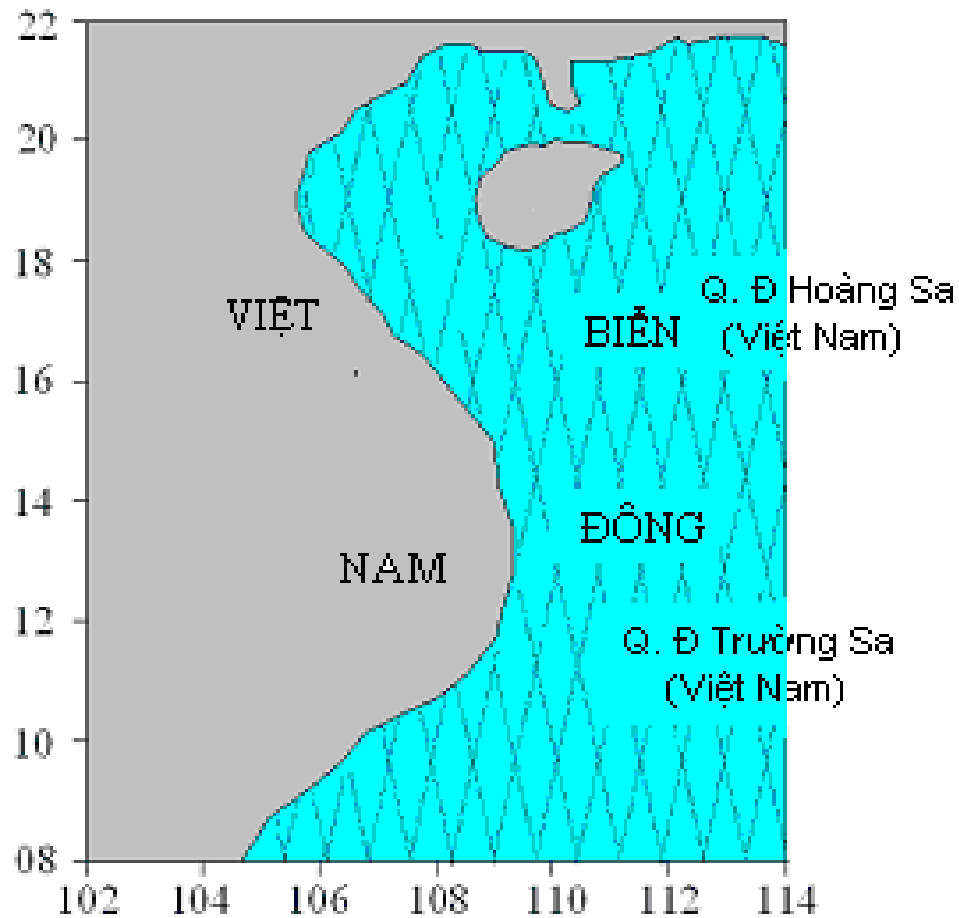 22
20
18
Q. Đ Hoàng Sa
VIỆT
BIỂN
(Việt Nam)
16
14
ĐÔNG
NAM
12
Q. Đ Trường Sa
(Việt Nam)
10
08
102 104 106 108 110 112 114